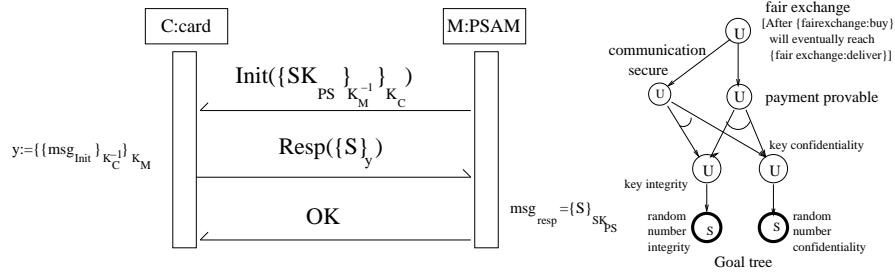 C:card
M:PSAM
Init({SK_PS}_{K_M^{-1}}}_{K_C})
y:={{msg_Init}_{K_C^{-1}}}_{K_M}
Resp({S}_y)
OK
msg_resp={S}_{SK_PS}
fair exchange
[After {fairexchange:buy}
will eventually reach
{fair exchange:deliver}]
U
communication
secure
U
U
payment provable
key confidentiality
U
U
key integrity
random
number
integrity
S
S
random
number
confidentiality
Goal tree